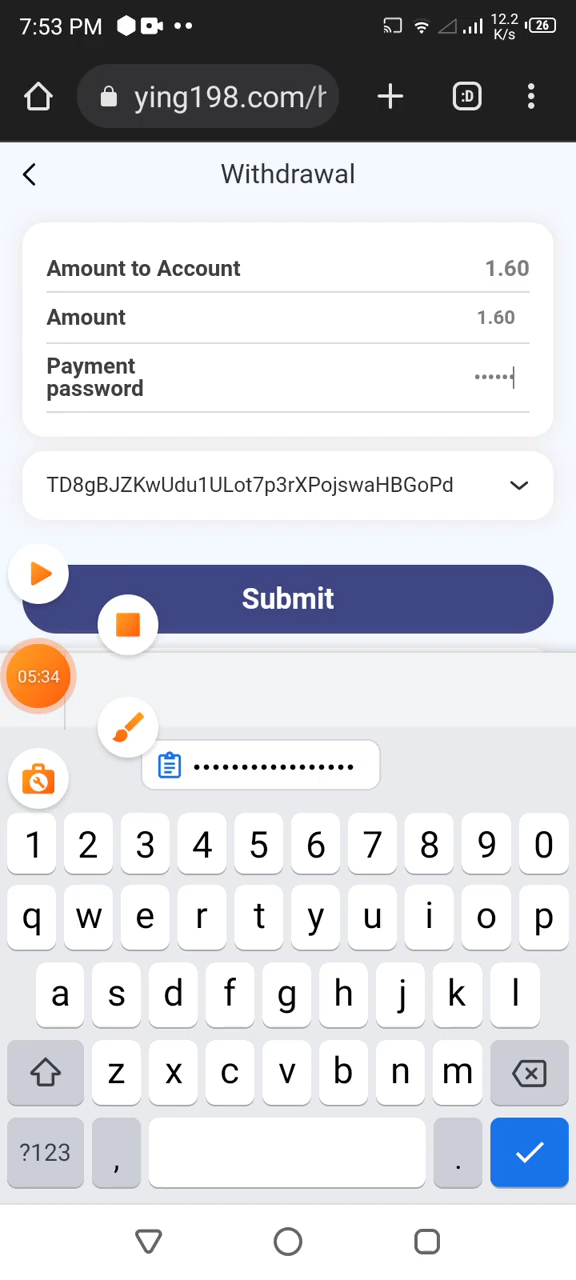 7:53 PM 12.2 K/s 26
ying198.com/h :D
Withdrawal
Amount to Account 1.60
Amount 1.60
Payment
password ••••••
TD8gBJZKwUdu1ULot7p3rXPojswaHBGoPd
Submit
05:34
•••••••••••••••••
1 2 3 4 5 6 7 8 9 0
q w e r t y u i o p
a s d f g h j k l
z x c v b n m
?123 , .